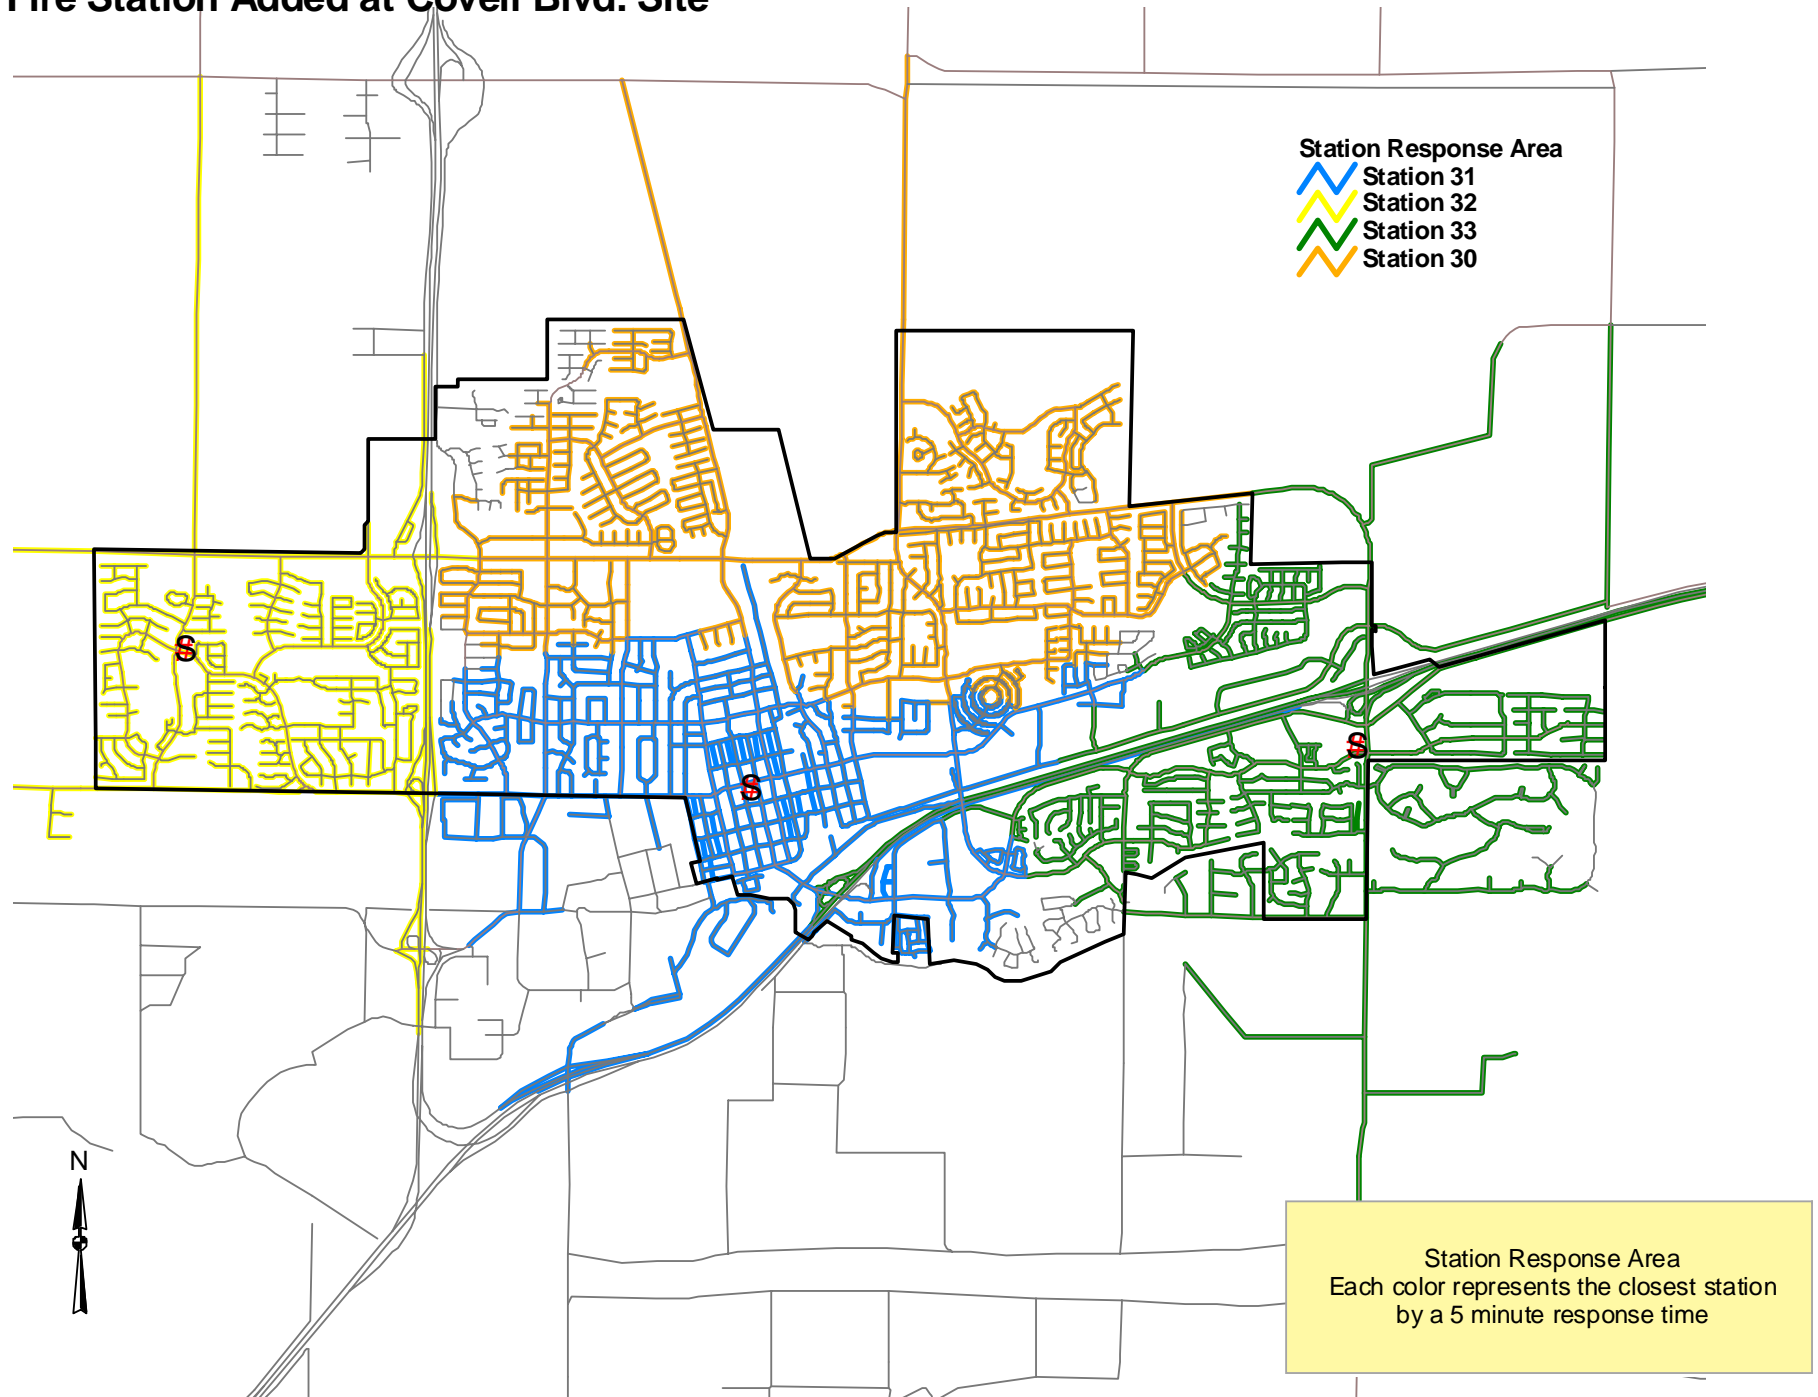 Fire Station Added at Covell Blvd. Site
Station Response Area
Station 31
Station 32
Station 33
Station 30
S
S
S
N
Station Response Area
Each color represents the closest station
by a 5 minute response time